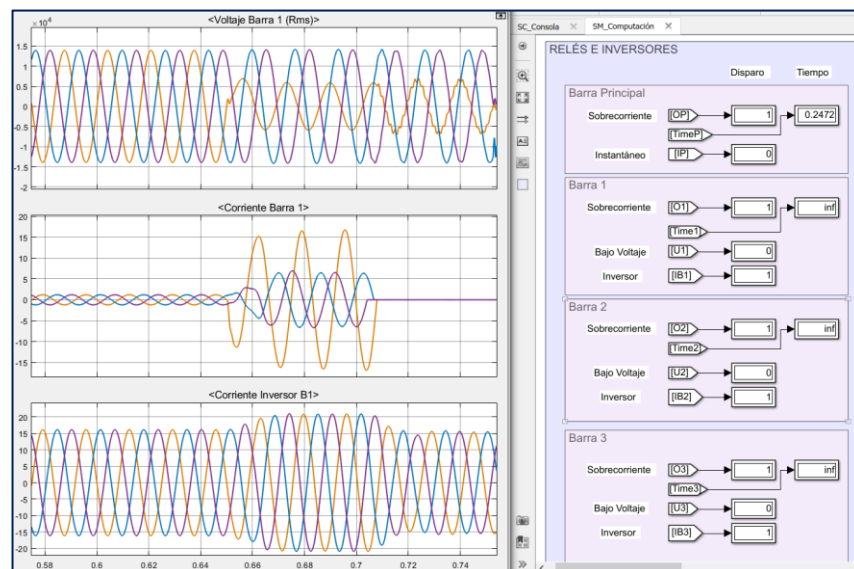 <Voltaje Barra 1 (Rms)>
×10⁴
2
1.5
1
0.5
0
-0.5
-1
-1.5
-2
<Corriente Barra 1>
20
15
10
5
0
-5
-10
-15
<Corriente Inversor B1>
20
15
10
5
0
-5
-10
-15
-20
0.58 0.6 0.62 0.64 0.66 0.68 0.7 0.72 0.74
SC_Consola × SM_Computación ×
RELÉS E INVERSORES
Disparo Tiempo
Barra Principal
Sobrecorriente [OP] 1 0.2472
[TimeP]
Instantáneo [IP] 0
Barra 1
Sobrecorriente [O1] 1 inf
[Time1]
Bajo Voltaje [U1] 0
Inversor [IB1] 1
Barra 2
Sobrecorriente [O2] 1 inf
[Time2]
Bajo Voltaje [U2] 0
Inversor [IB2] 1
Barra 3
Sobrecorriente [O3] 1 inf
[Time3]
Bajo Voltaje [U3] 0
Inversor [IB3] 1